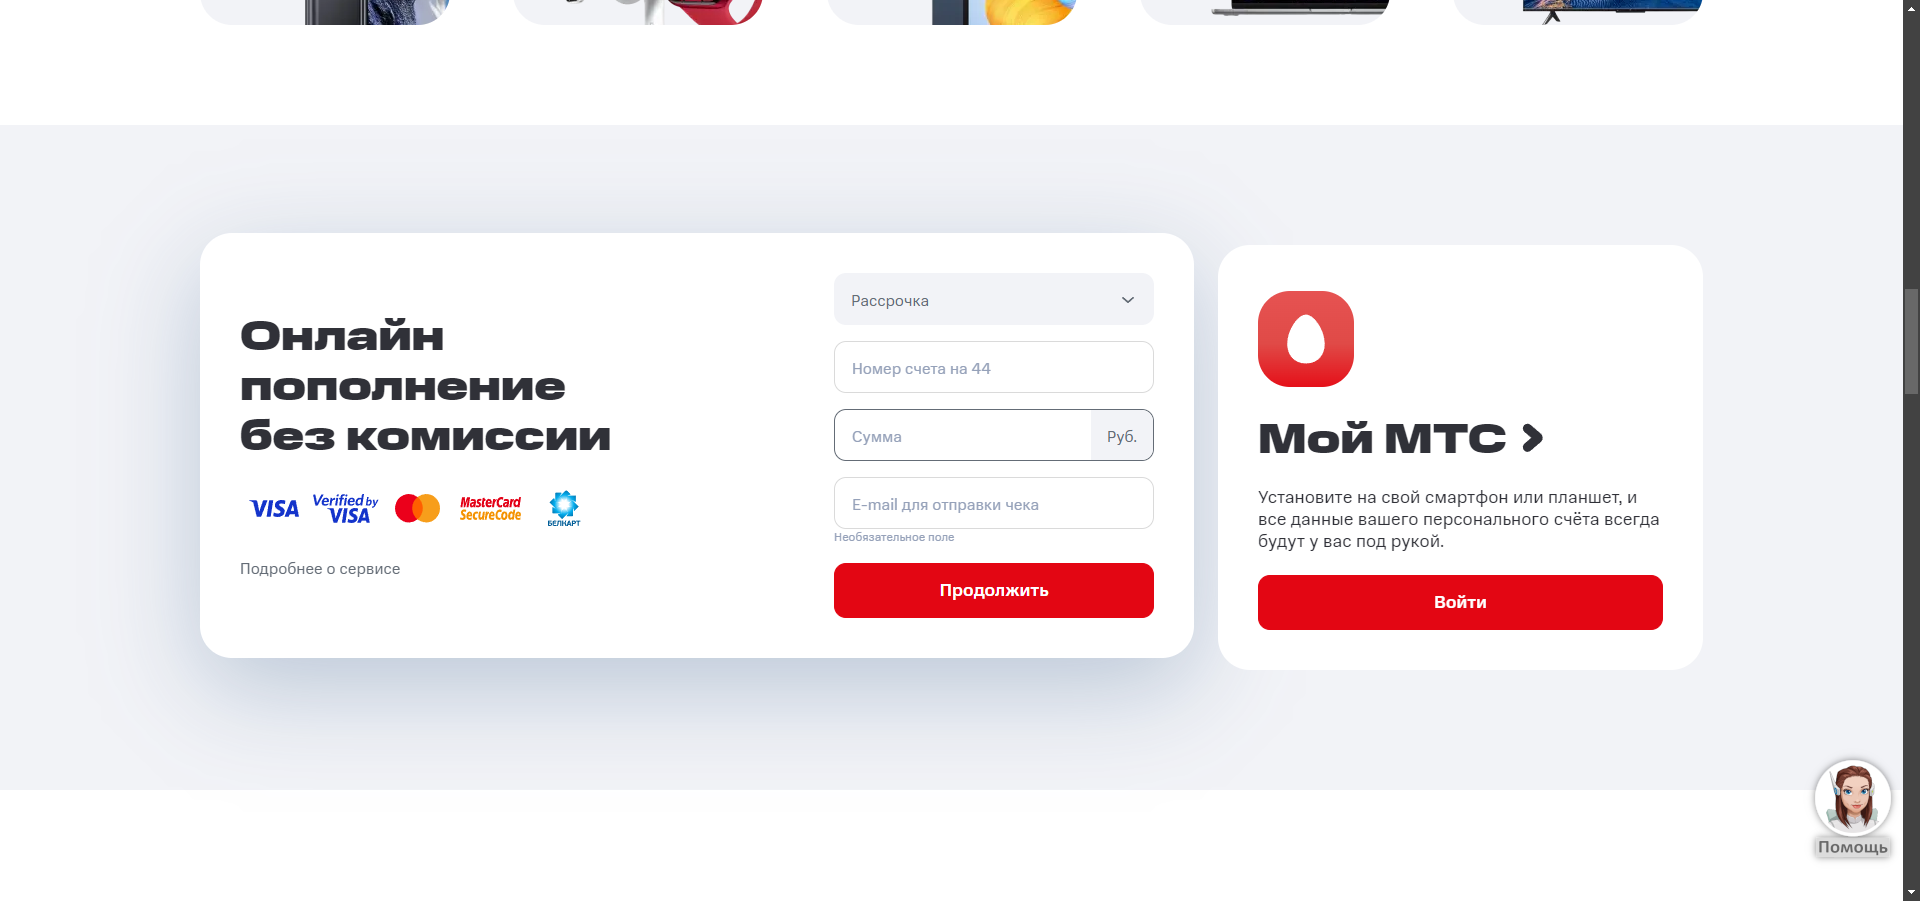 Онлайн
пополнение
без комиссии
VISA
Verified by
VISA
MasterCard
SecureCode
БЕЛКАРТ
Подробнее о сервисе
Рассрочка
Номер счета на 44
Сумма
Руб.
E-mail для отправки чека
Необязательное поле
Продолжить
Мой МТС
Установите на свой смартфон или планшет, и
все данные вашего персонального счёта всегда
будут у вас под рукой.
Войти
Помощь